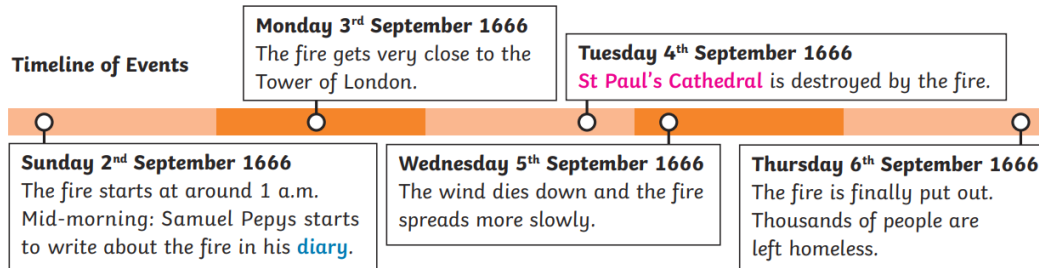 Timeline of Events
Sunday 2nd September 1666
The fire starts at around 1 a.m.
Mid-morning: Samuel Pepys starts
to write about the fire in his diary.
Monday 3rd September 1666
The fire gets very close to the
Tower of London.
Tuesday 4th September 1666
St Paul's Cathedral is destroyed by the fire.
Wednesday 5th September 1666
The wind dies down and the fire
spreads more slowly.
Thursday 6th September 1666
The fire is finally put out.
Thousands of people are
left homeless.